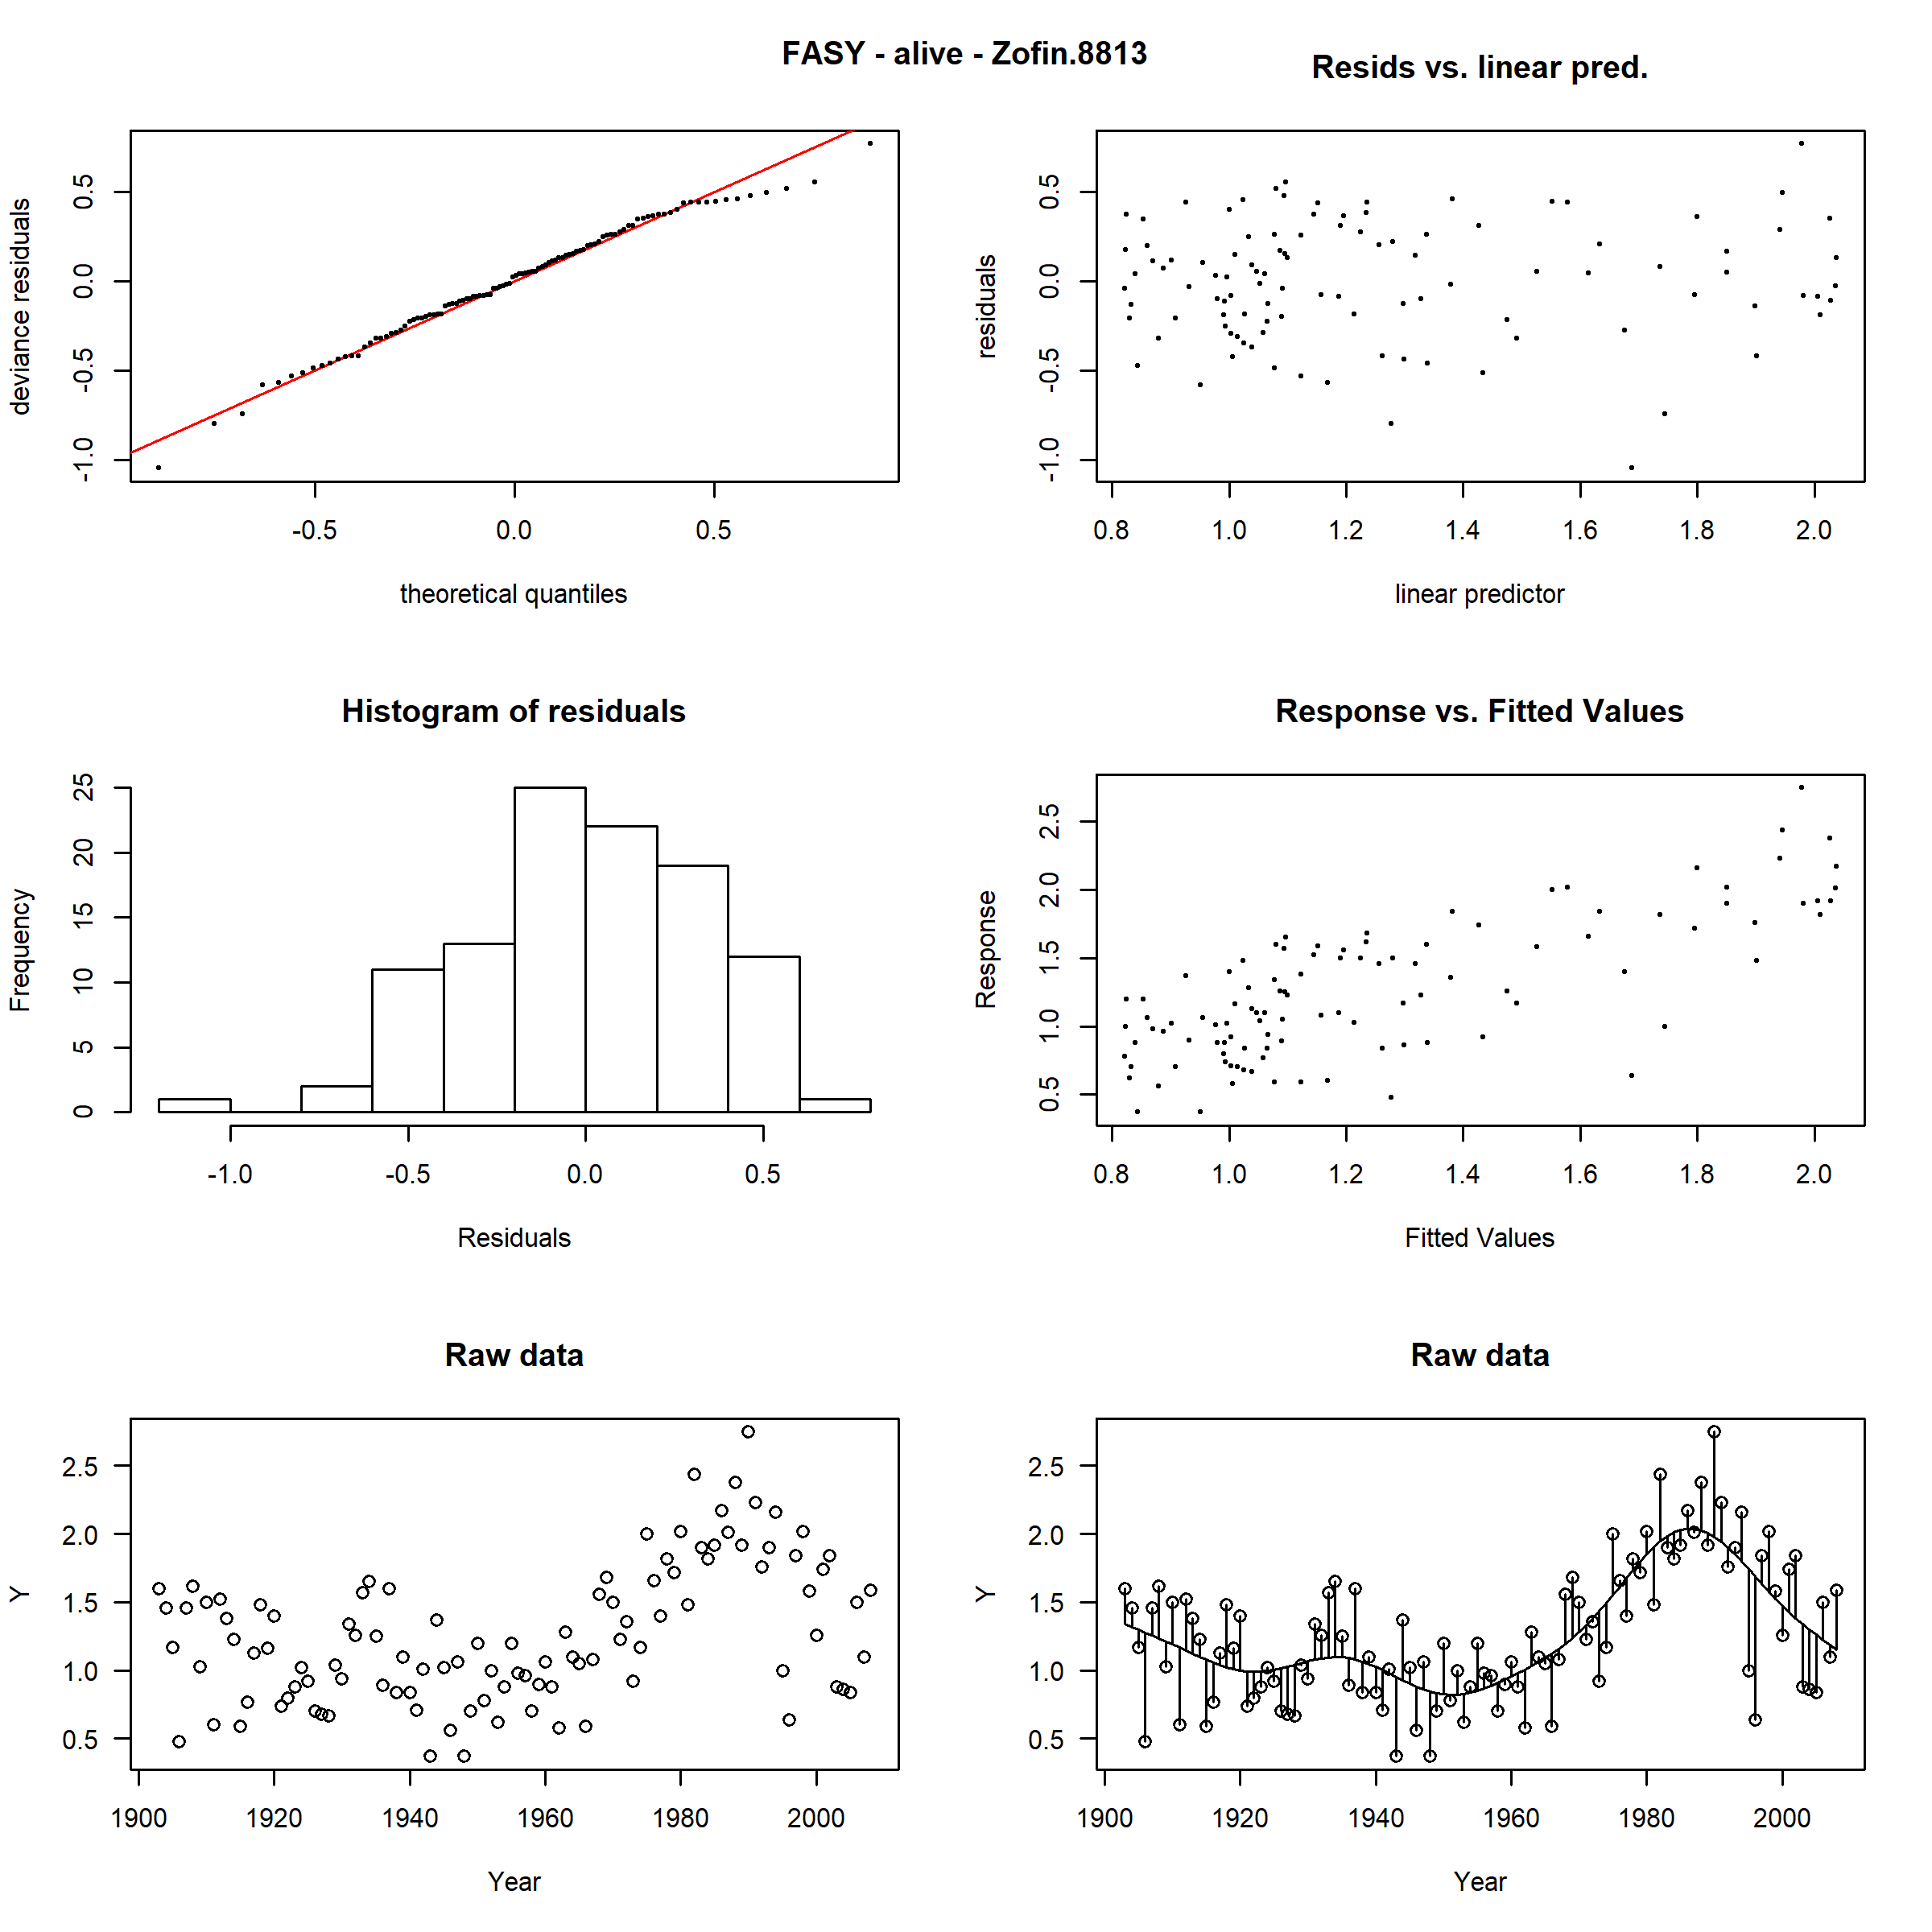 FASY - alive - Zofin.8813
Resids vs. linear pred.
deviance residuals
-1.0 -0.5 0.0 0.5
-0.5 0.0 0.5
theoretical quantiles
residuals
-1.0 -0.5 0.0 0.5
0.8 1.0 1.2 1.4 1.6 1.8 2.0
linear predictor
Histogram of residuals
Frequency
0 5 10 15 20 25
-1.0 -0.5 0.0 0.5
Residuals
Response vs. Fitted Values
Response
0.5 1.0 1.5 2.0 2.5
0.8 1.0 1.2 1.4 1.6 1.8 2.0
Fitted Values
Raw data
Y
2.5
2.0
1.5
1.0
0.5
1900 1920 1940 1960 1980 2000
Year
Raw data
Y
2.5
2.0
1.5
1.0
0.5
1900 1920 1940 1960 1980 2000
Year